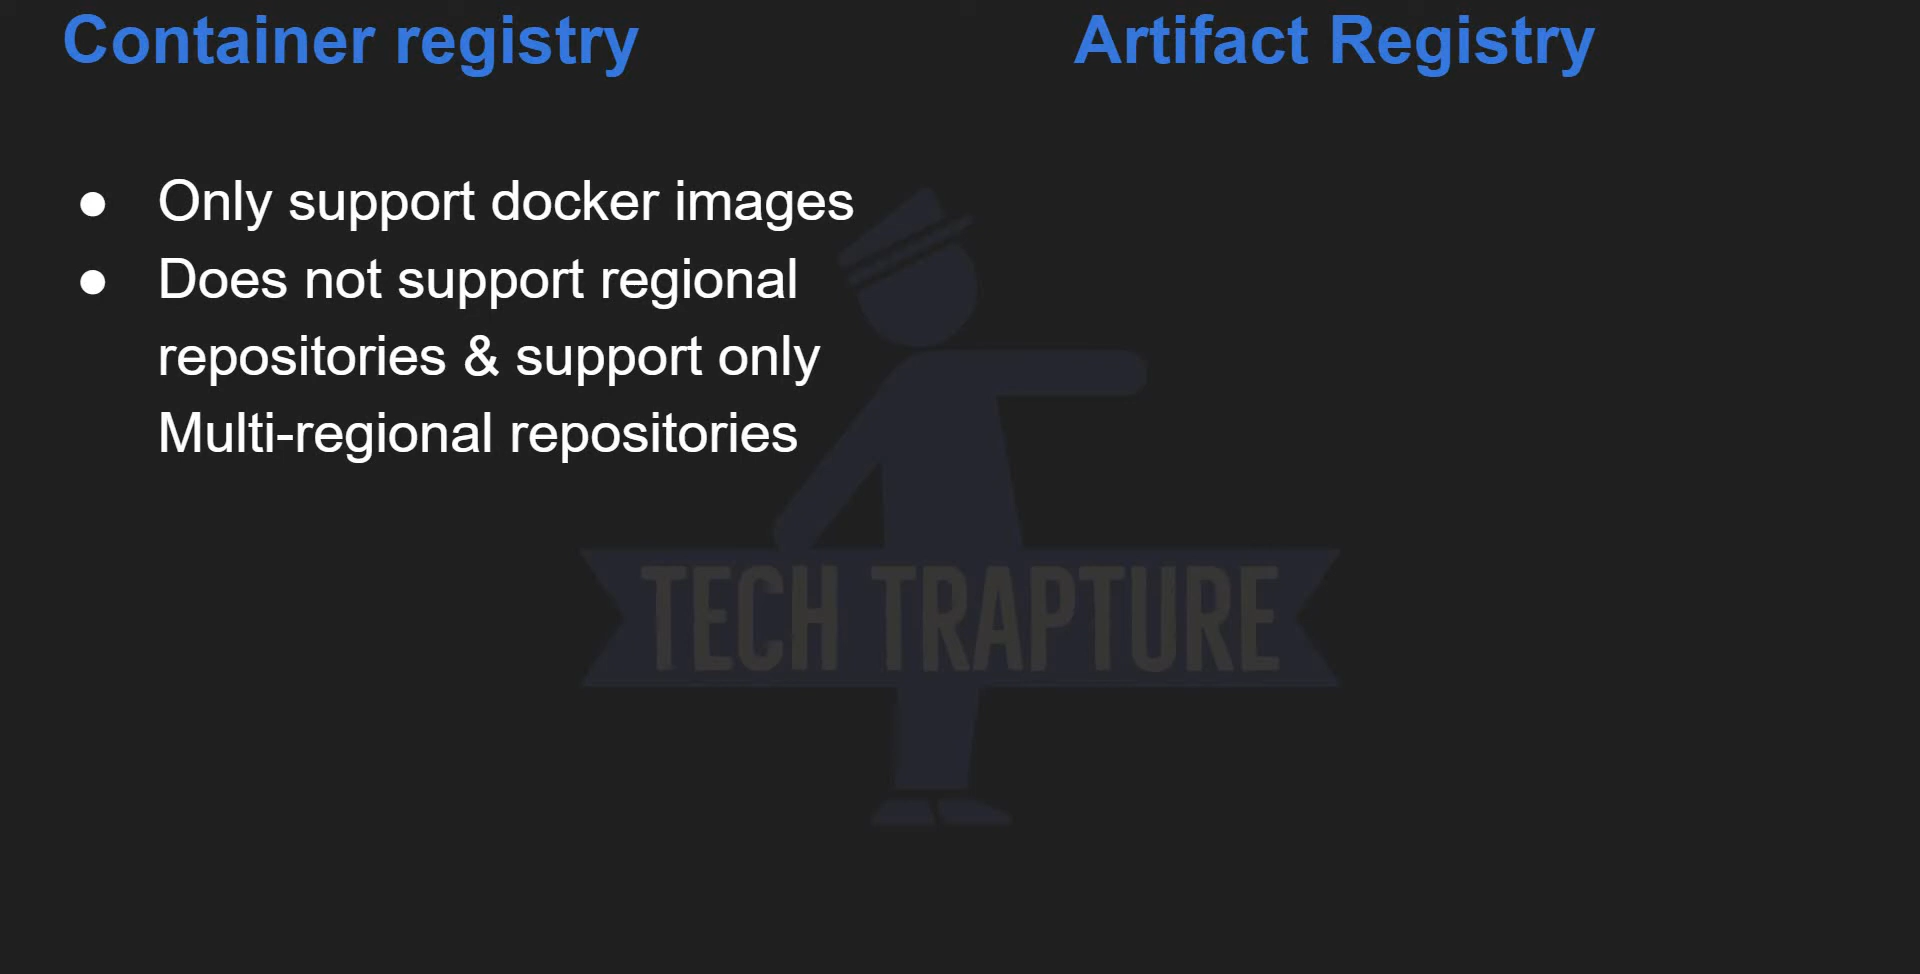 Container registry
Artifact Registry
● Only support docker images
● Does not support regional
repositories & support only
Multi-regional repositories
TECH TRAPTURE